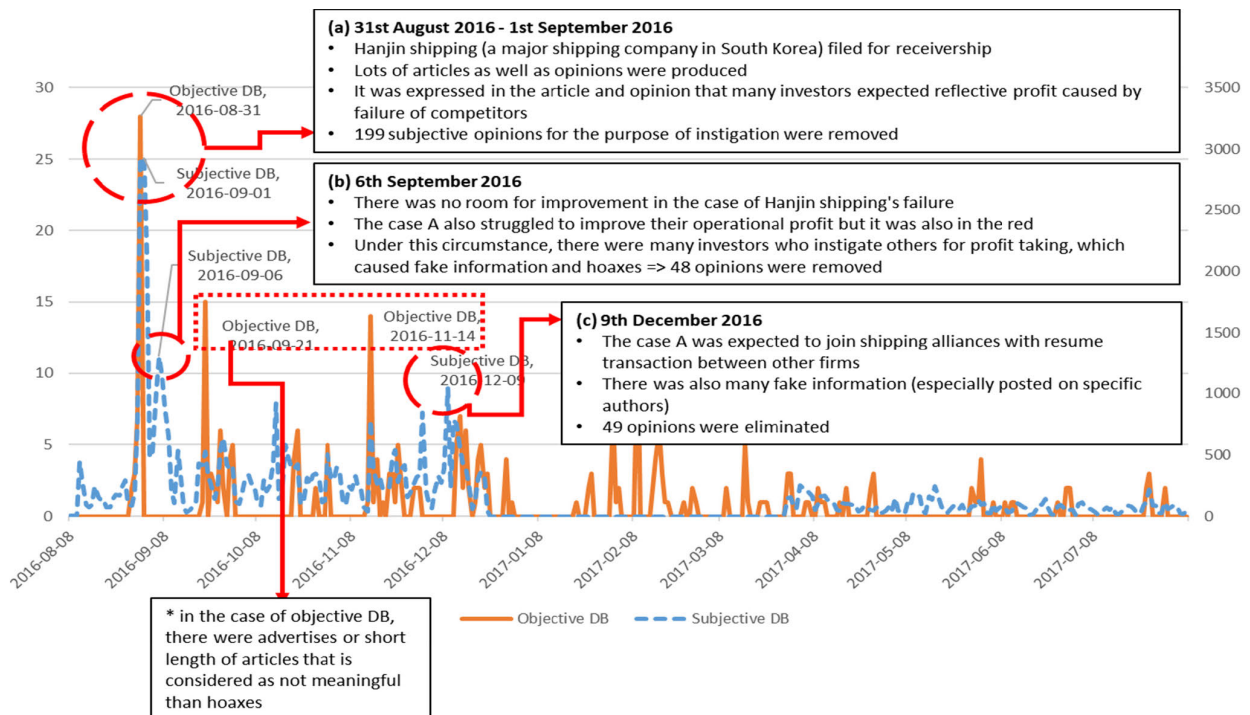 (a) 31st August 2016 - 1st September 2016
• Hanjin shipping (a major shipping company in South Korea) filed for receivership
• Lots of articles as well as opinions were produced
• It was expressed in the article and opinion that many investors expected reflective profit caused by
failure of competitors
• 199 subjective opinions for the purpose of instigation were removed
(b) 6th September 2016
• There was no room for improvement in the case of Hanjin shipping's failure
• The case A also struggled to improve their operational profit but it was also in the red
• Under this circumstance, there were many investors who instigate others for profit taking, which
caused fake information and hoaxes => 48 opinions were removed
(c) 9th December 2016
• The case A was expected to join shipping alliances with resume
transaction between other firms
• There was also many fake information (especially posted on specific
authors)
• 49 opinions were eliminated
Objective DB,
2016-08-31
Subjective DB,
2016-09-01
Subjective DB,
2016-09-06
Objective DB,
2016-09-21
Objective DB,
2016-11-14
Subjective DB,
2016-12-09
30
25
20
15
10
5
0
3500
3000
2500
2000
1500
1000
500
0
2016-08-08
2016-09-08
2016-10-08
2016-11-08
2016-12-08
2017-01-08
2017-02-08
2017-03-08
2017-04-08
2017-05-08
2017-06-08
2017-07-08
* in the case of objective DB,
there were advertises or short
length of articles that is
considered as not meaningful
than hoaxes
Objective DB
Subjective DB